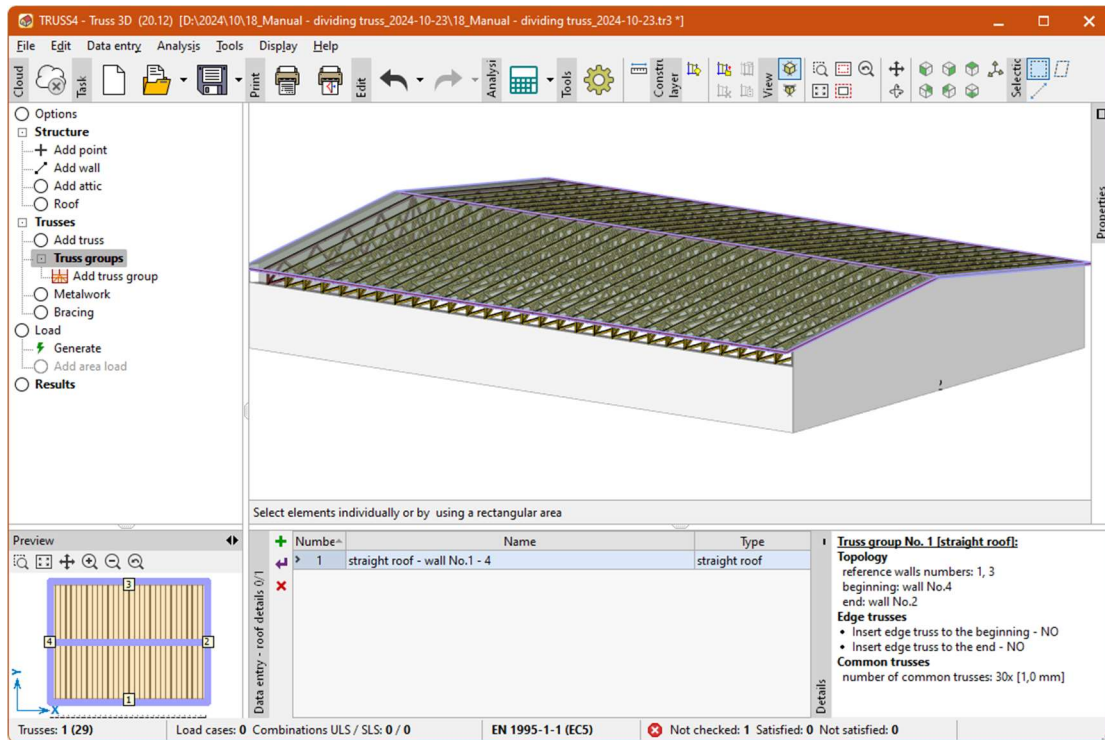 TRUSS4 - Truss 3D (20.12) [D:\2024\10\18_Manual - dividing truss_2024-10-23\18_Manual - dividing truss_2024-10-23.tr3 *]
File Edit Data entry Analysis Tools Display Help
Cloud Task Print Edit Analysi Tools Constru layer View Selectic
Options
Structure
Add point
Add wall
Add attic
Roof
Trusses
Add truss
Truss groups
Add truss group
Metalwork
Bracing
Load
Generate
Add area load
Results
Properties
Select elements individually or by using a rectangular area
Preview
3
4 2
1
Y
X
Data entry - roof details 0/1
Numbe Name Type
1 straight roof - wall No.1 - 4 straight roof
Details
Truss group No. 1 [straight roof]:
Topology
reference walls numbers: 1, 3
beginning: wall No.4
end: wall No.2
Edge trusses
• Insert edge truss to the beginning - NO
• Insert edge truss to the end - NO
Common trusses
number of common trusses: 30x [1,0 mm]
Trusses: 1 (29) Load cases: 0 Combinations ULS / SLS: 0 / 0 EN 1995-1-1 (EC5) Not checked: 1 Satisfied: 0 Not satisfied: 0